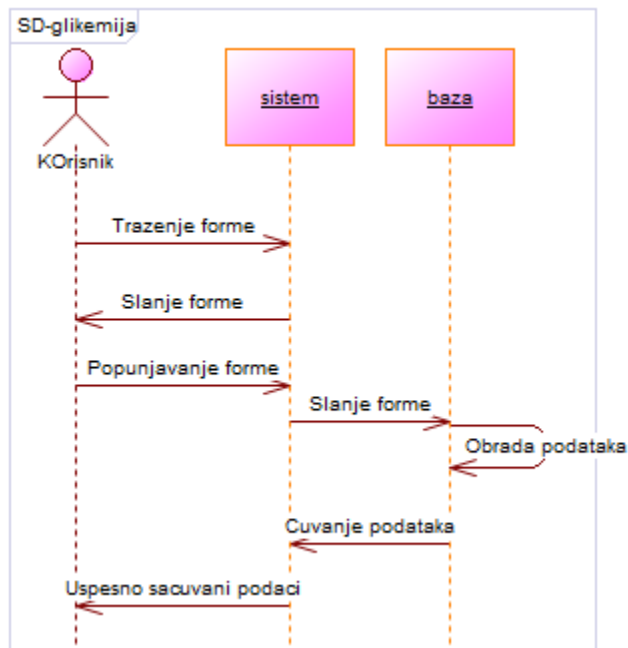 SD-glikemija
sistem
baza
KOrisnik
Trazenje forme
Slanje forme
Popunjavanje forme
Slanje forme
Obrada podataka
Cuvanje podataka
Uspesno sacuvani podaci